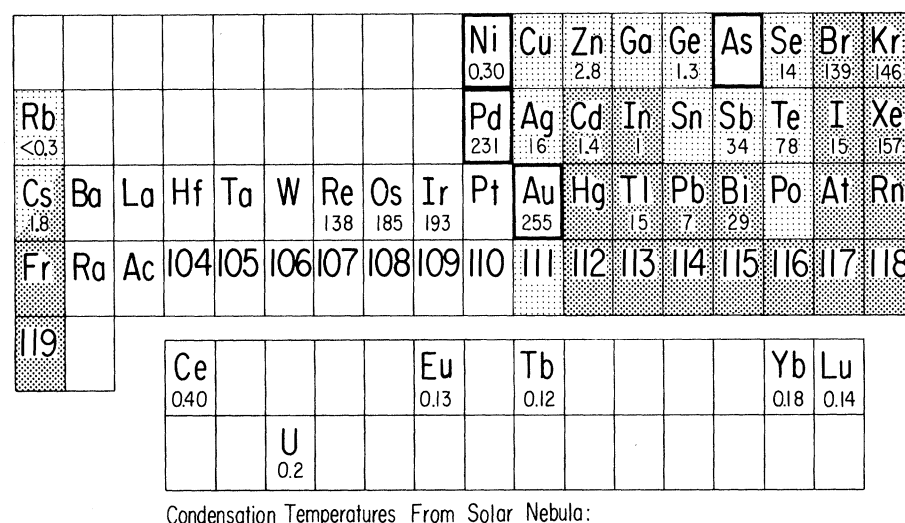 Ni Cu Zn Ga Ge As Se Br Kr
0.30 2.8 1.3 14 139 146
Rb Pd Ag Cd In Sn Sb Te I Xe
<0.3 231 16 1.4 1 34 78 15 157
Cs Ba La Hf Ta W Re Os Ir Pt Au Hg Tl Pb Bi Po At Rn
1.8 138 185 193 255 15 7 29
Fr Ra Ac 104 105 106 107 108 109 110 111 112 113 114 115 116 117 118
119
Ce Eu Tb Yb Lu
0.40 0.13 0.12 0.18 0.14
U
0.2
Condensation Temperatures From Solar Nebula: